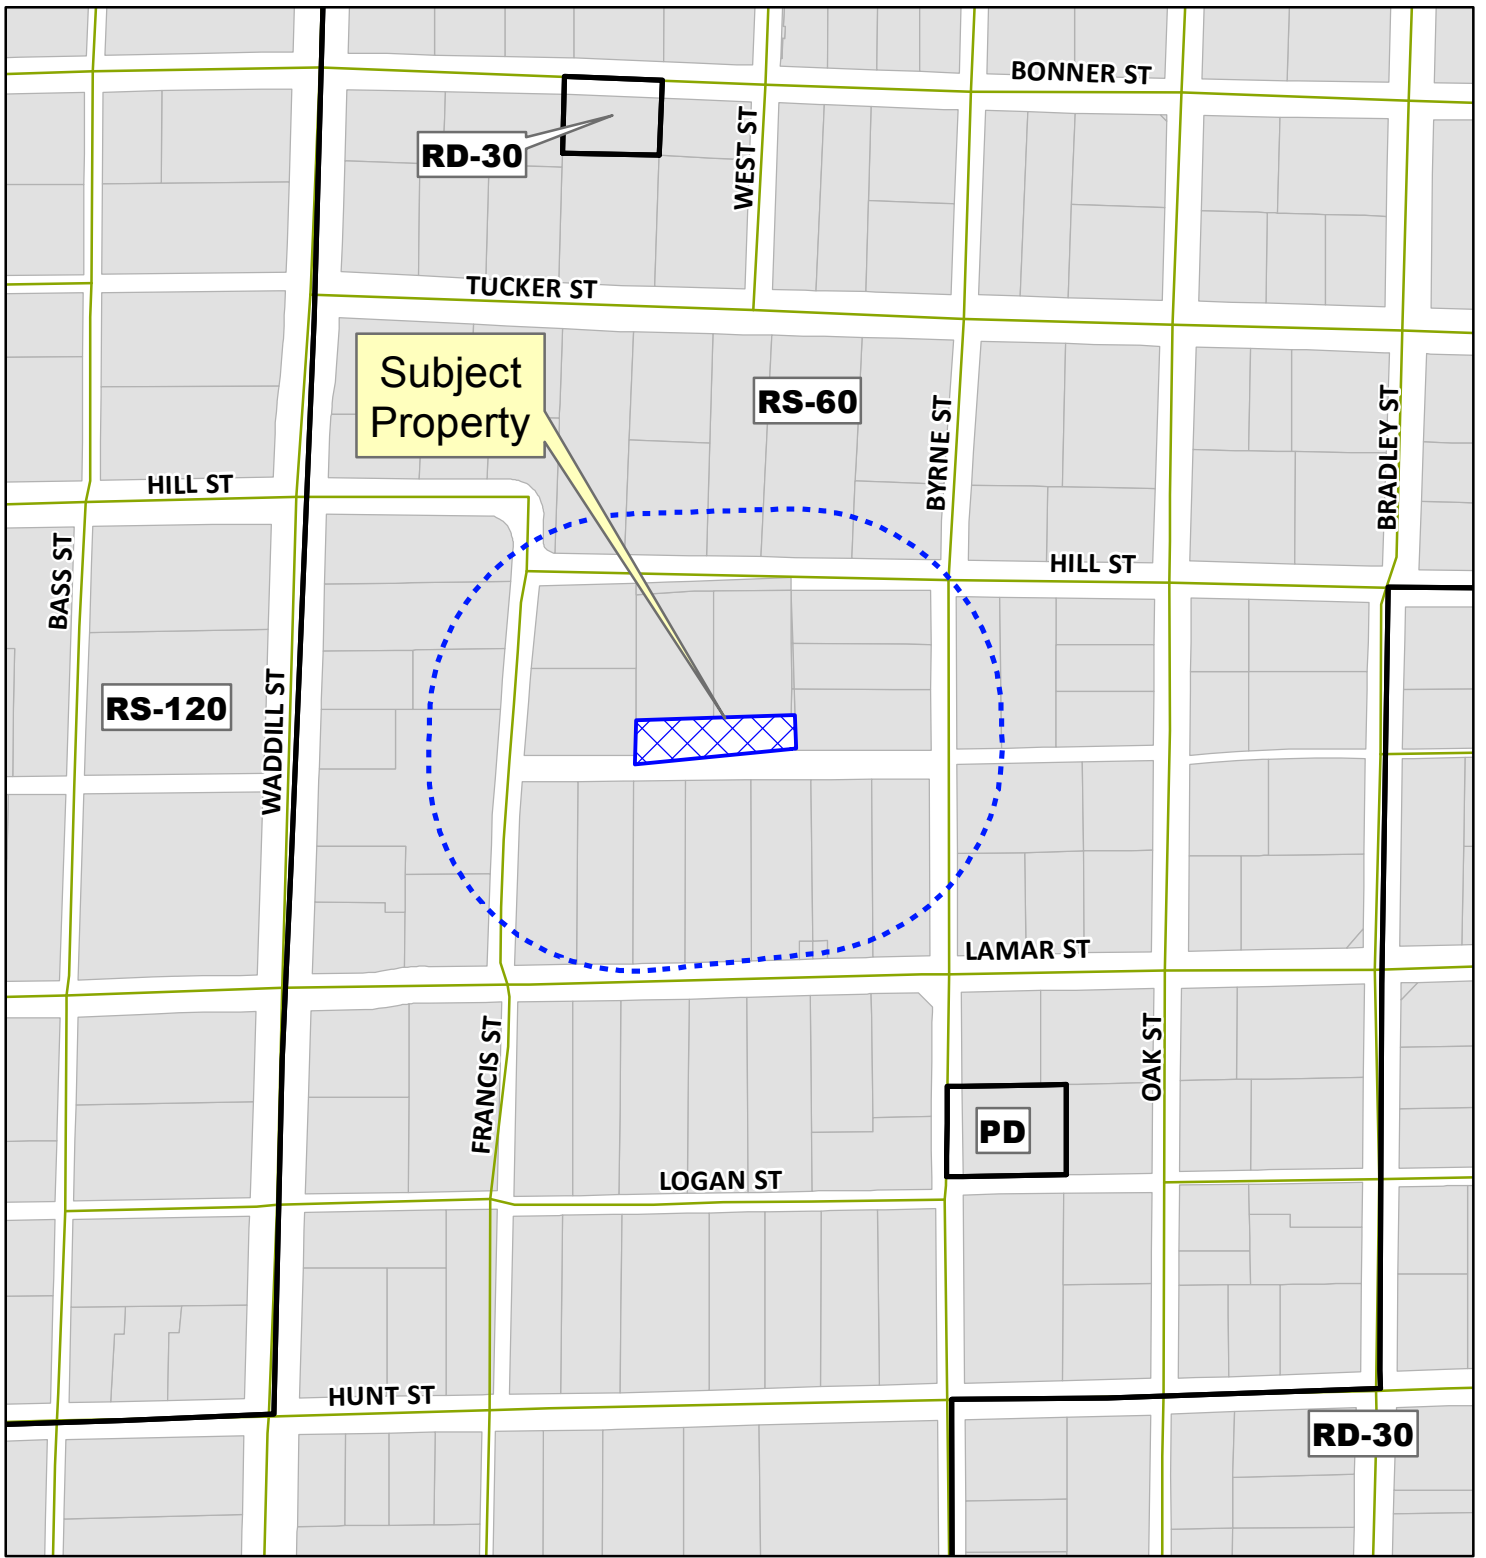 BONNER ST
RD-30
WEST ST
TUCKER ST
Subject
Property
RS-60
BYRNE ST
BRADLEY ST
HILL ST
BASS ST
HILL ST
RS-120
WADDILL ST
LAMAR ST
FRANCIS ST
OAK ST
PD
LOGAN ST
HUNT ST
RD-30